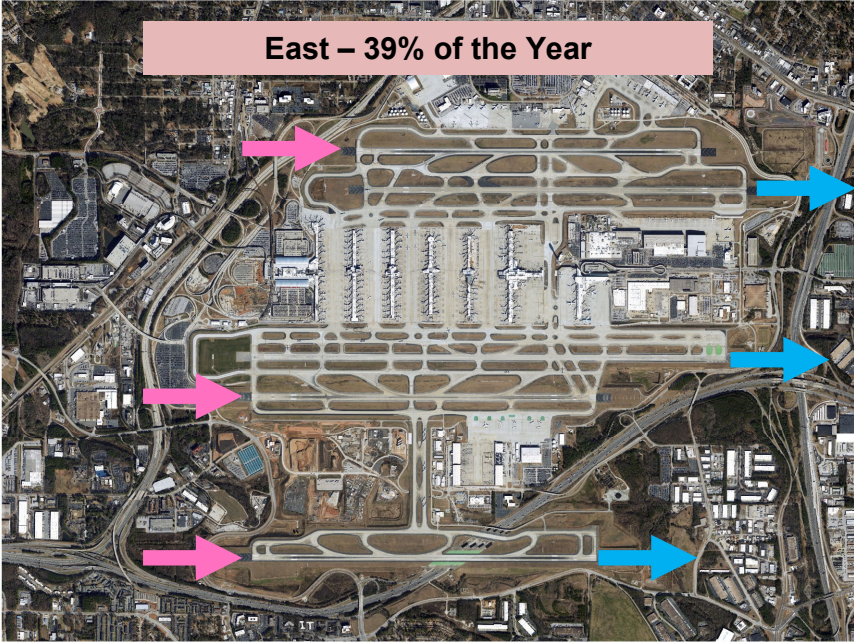 East – 39% of the Year